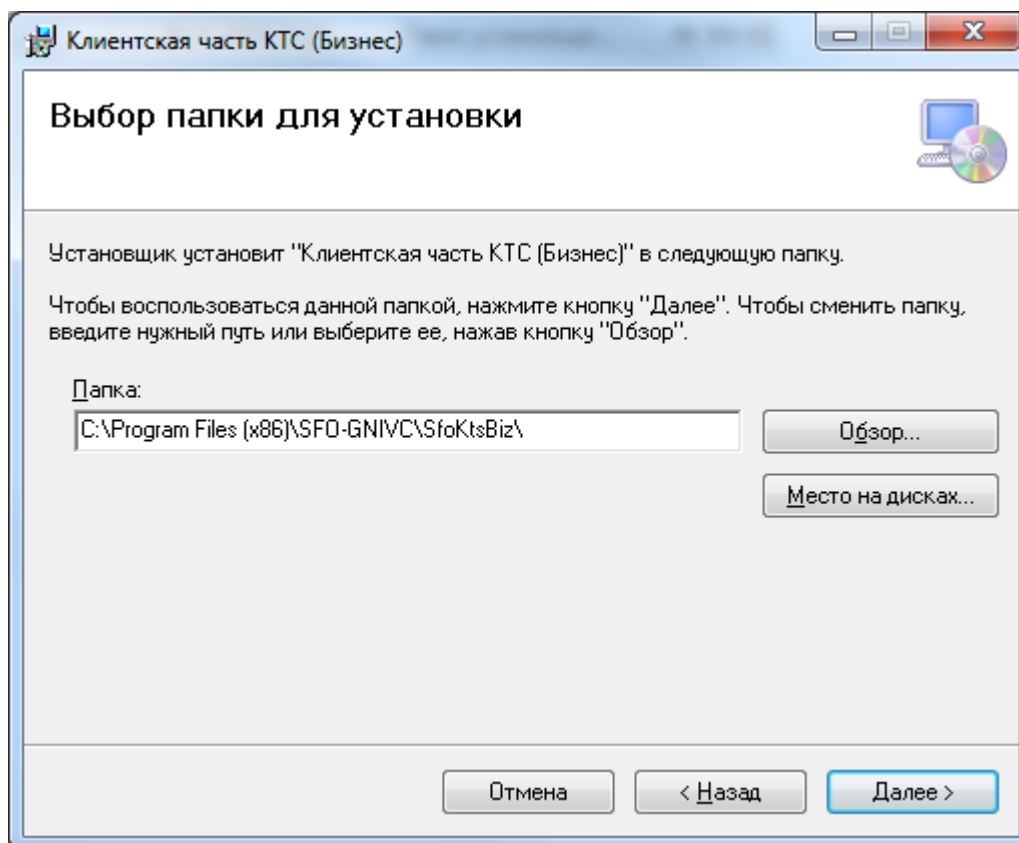 Клиентская часть КТС (Бизнес)
Выбор папки для установки
Установщик установит "Клиентская часть КТС (Бизнес)" в следующую папку.
Чтобы воспользоваться данной папкой, нажмите кнопку "Далее". Чтобы сменить папку,
введите нужный путь или выберите ее, нажав кнопку "Обзор".
Папка:
C:\Program Files (x86)\SFO-GNIVC\SfoKtsBiz\
Обзор...
Место на дисках...
Отмена
< Назад
Далее >